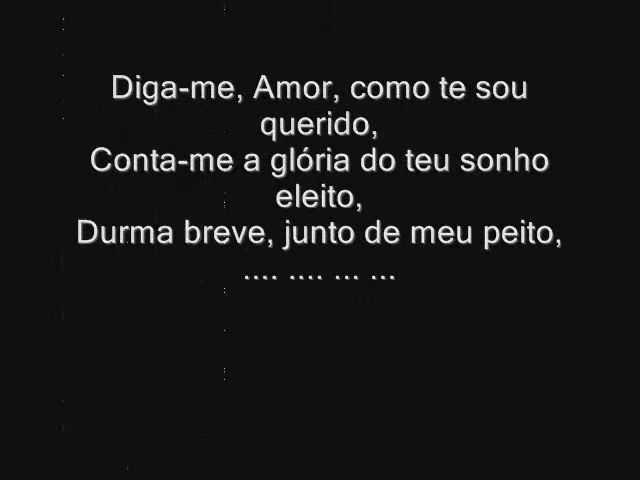 Diga-me, Amor, como te sou
querido,
Conta-me a glória do teu sonho
eleito,
Durma breve, junto de meu peito,
.... .... ... ...